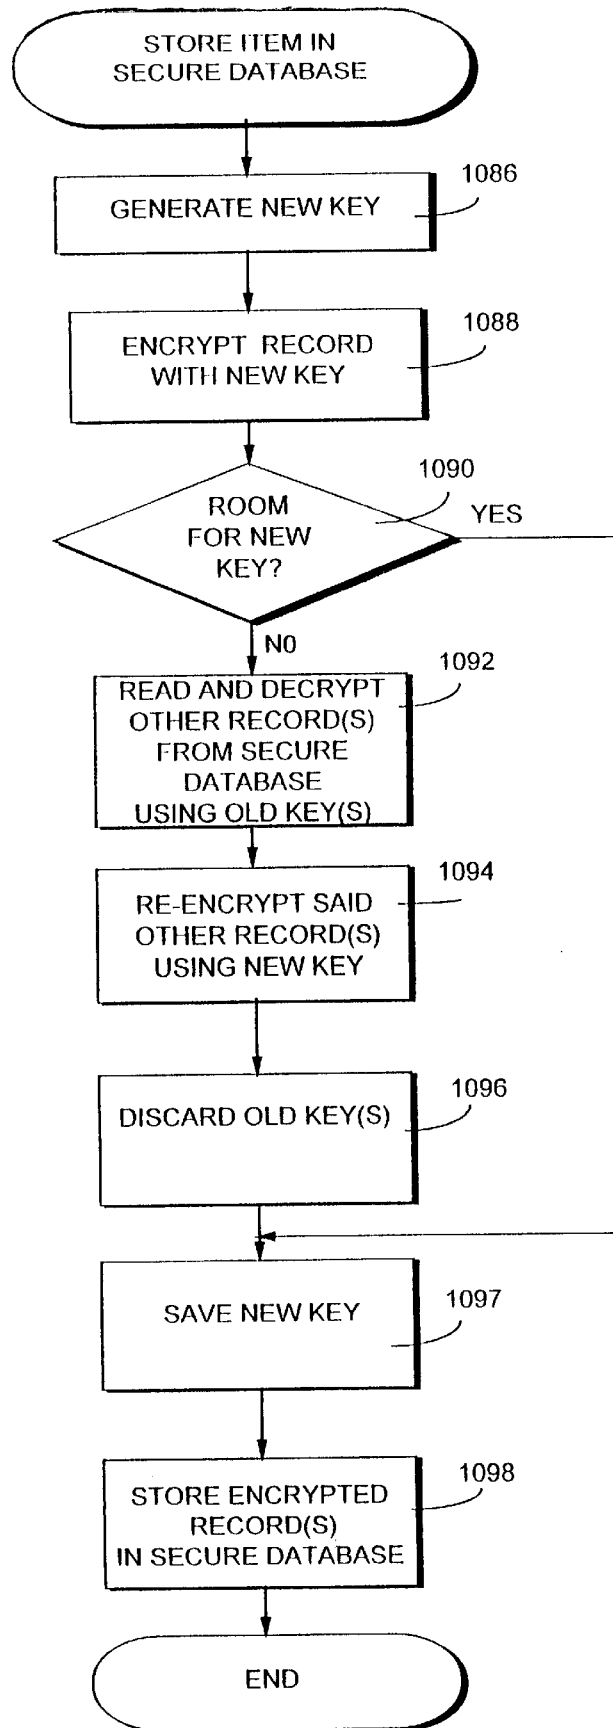 STORE ITEM IN
SECURE DATABASE
1086
GENERATE NEW KEY
1088
ENCRYPT RECORD
WITH NEW KEY
1090
ROOM
FOR NEW
KEY?
YES
N0
1092
READ AND DECRYPT
OTHER RECORD(S)
FROM SECURE
DATABASE
USING OLD KEY(S)
1094
RE-ENCRYPT SAID
OTHER RECORD(S)
USING NEW KEY
1096
DISCARD OLD KEY(S)
1097
SAVE NEW KEY
1098
STORE ENCRYPTED
RECORD(S)
IN SECURE DATABASE
END